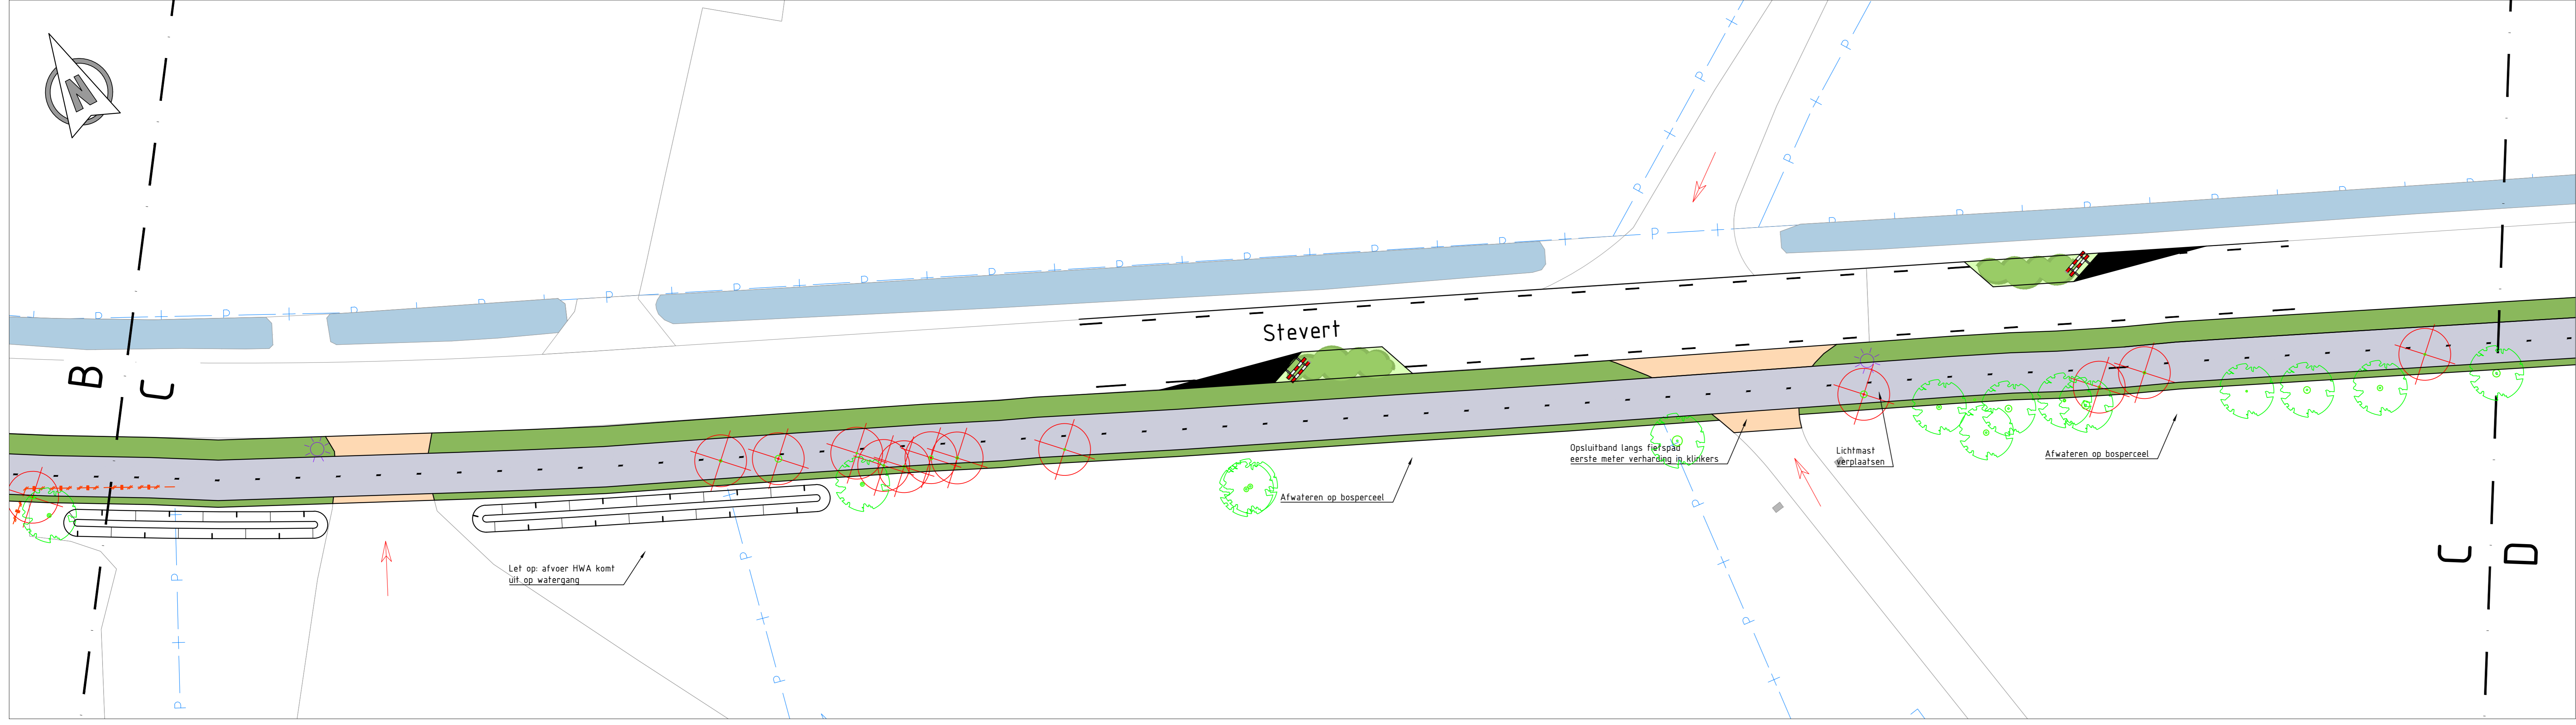 N
B
C
Stevert
Let op: afvoer HWA komt
uit op watergang
Afwateren op bosperceel
Opsluitband langs fietspad
eerste meter verharding in klinkers
Lichtmast
verplaatsen
Afwateren op bosperceel
C
D